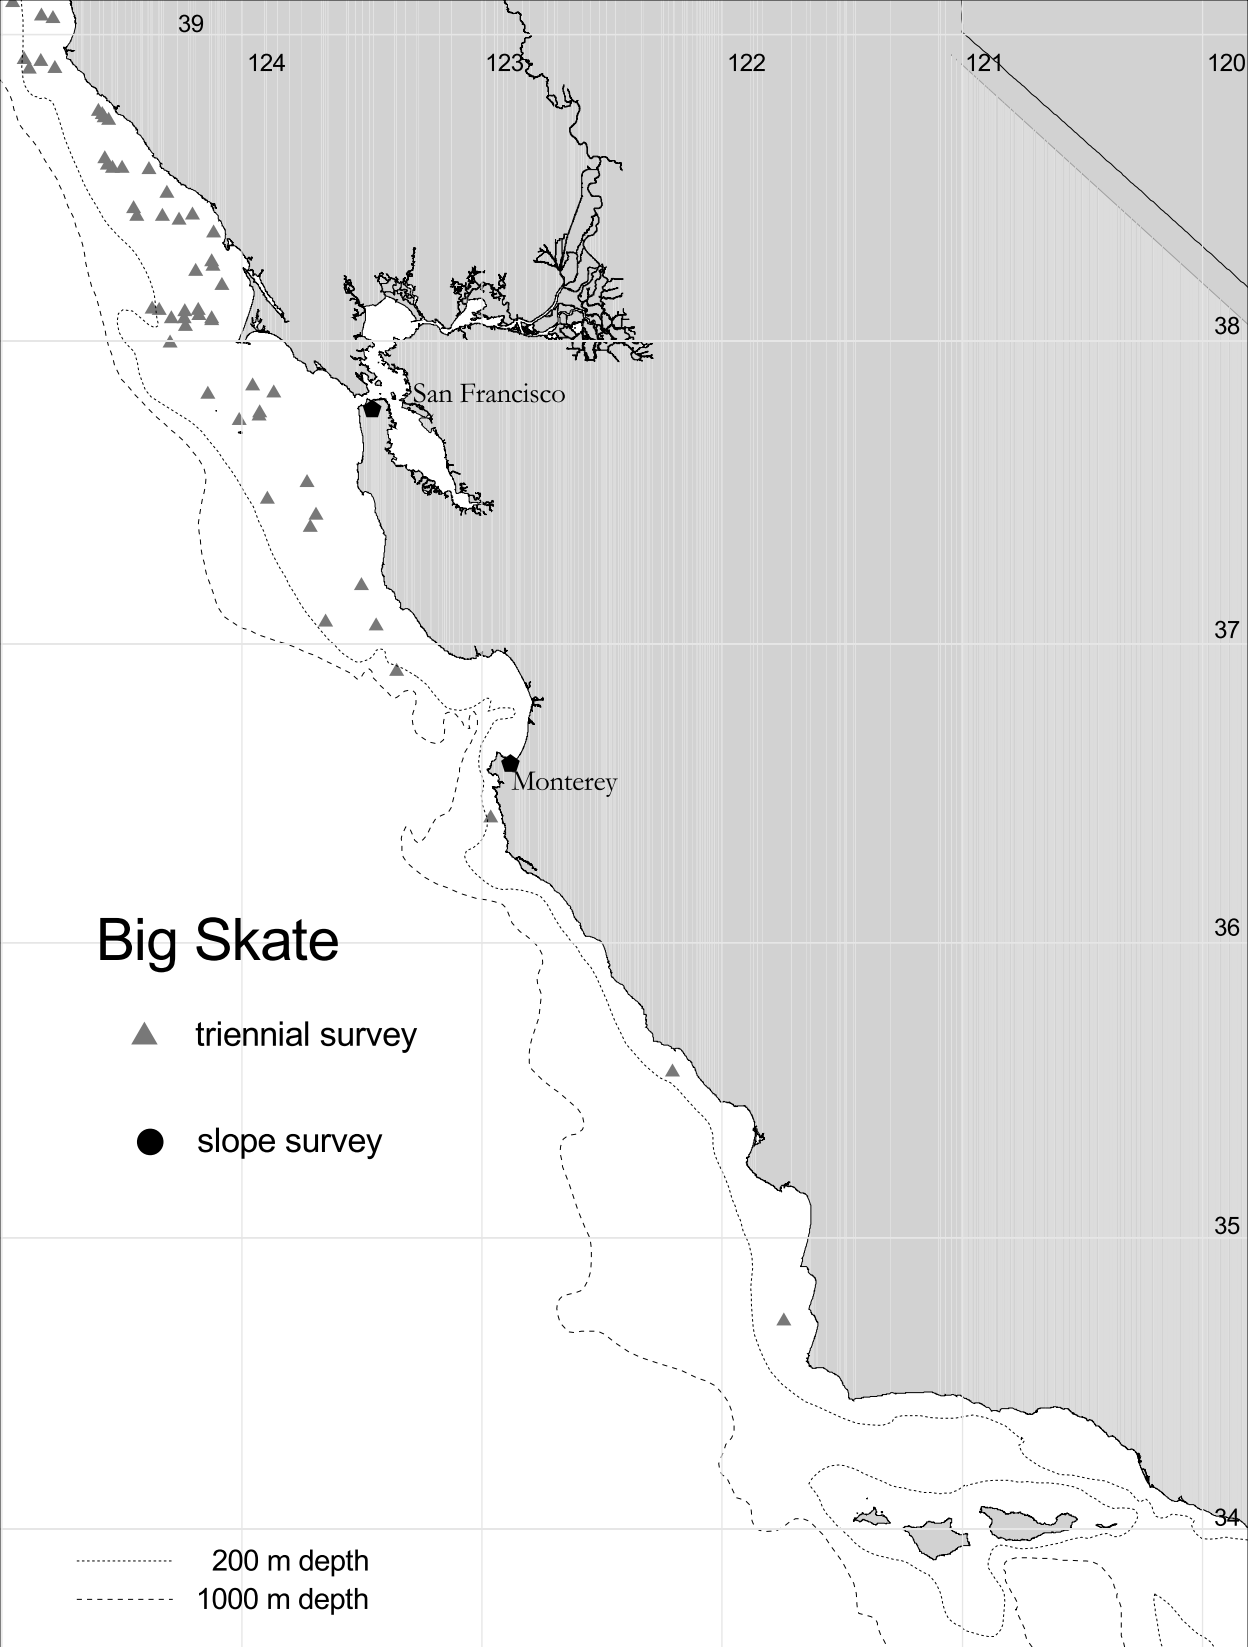 39
124
123
122
121
120
38
San Francisco
37
Monterey
36
Big Skate
triennial survey
slope survey
35
34
200 m depth
1000 m depth